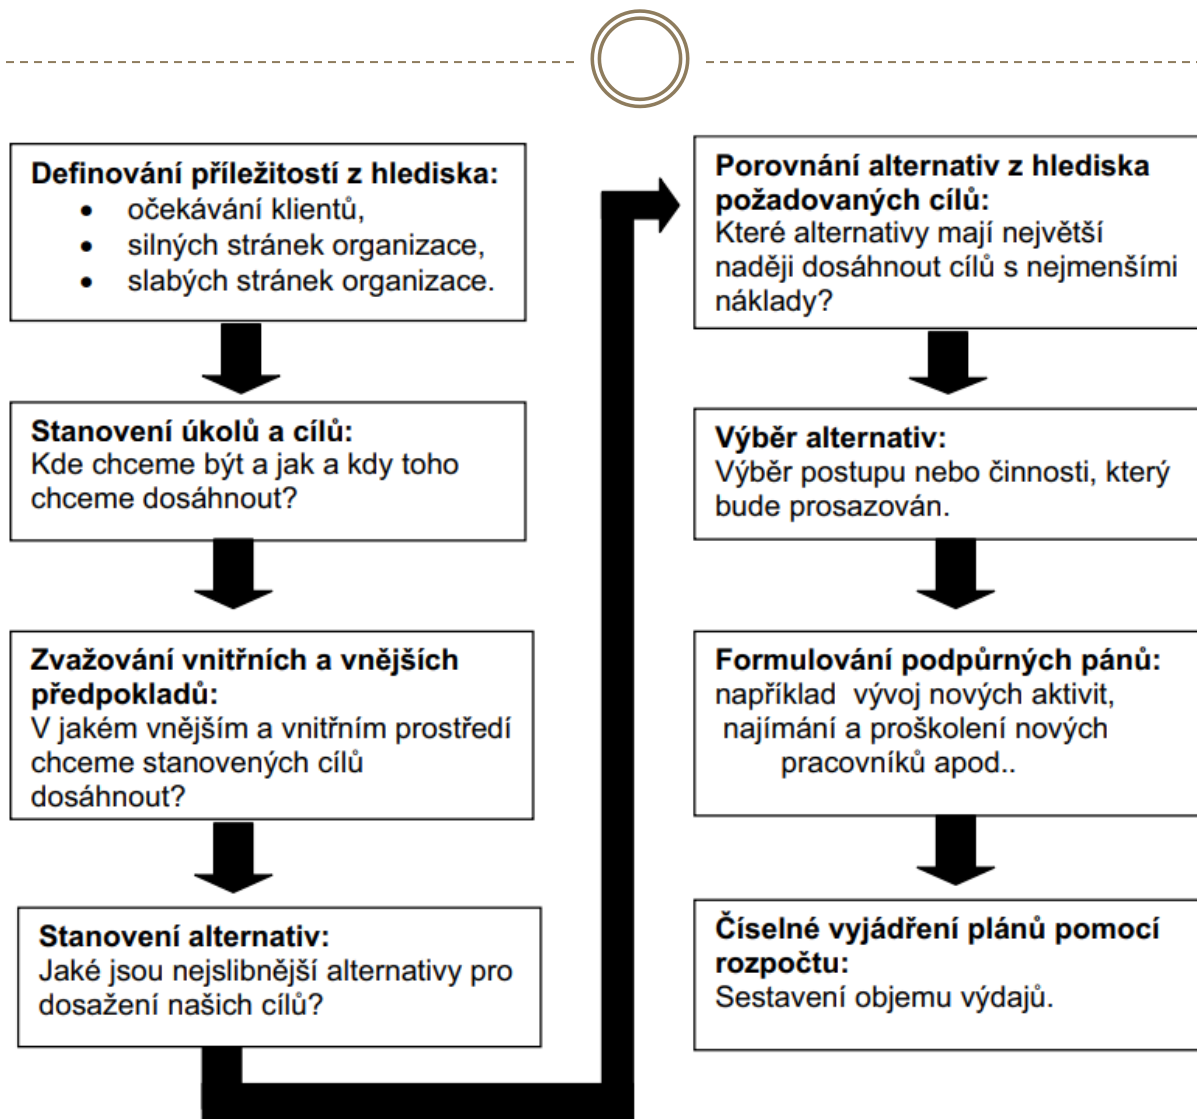 Definování příležitostí z hlediska:
• očekávání klientů,
• silných stránek organizace,
• slabých stránek organizace.
Stanovení úkolů a cílů:
Kde chceme být a jak a kdy toho
chceme dosáhnout?
Zvažování vnitřních a vnějších
předpokladů:
V jakém vnějším a vnitřním prostředí
chceme stanovených cílů
dosáhnout?
Stanovení alternativ:
Jaké jsou nejslibnější alternativy pro
dosažení našich cílů?
Porovnání alternativ z hlediska
požadovaných cílů:
Které alternativy mají největší
naději dosáhnout cílů s nejmenšími
náklady?
Výběr alternativ:
Výběr postupu nebo činnosti, který
bude prosazován.
Formulování podpůrných pánů:
například vývoj nových aktivit,
najímání a proškolení nových
pracovníků apod..
Číselné vyjádření plánů pomocí
rozpočtu:
Sestavení objemu výdajů.